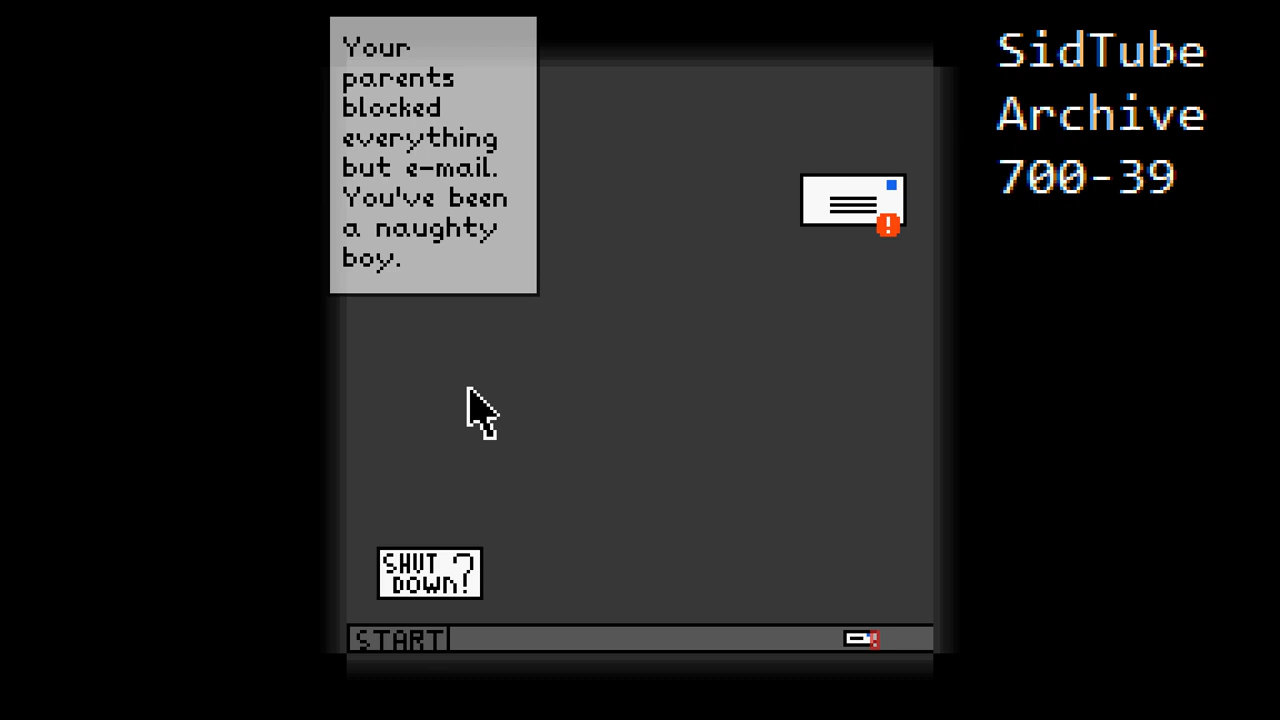 Your
parents
blocked
everything
but e-mail.
You've been
a naughty
boy.
SidTube
Archive
700-39
!
SHUT
DOWN?
START